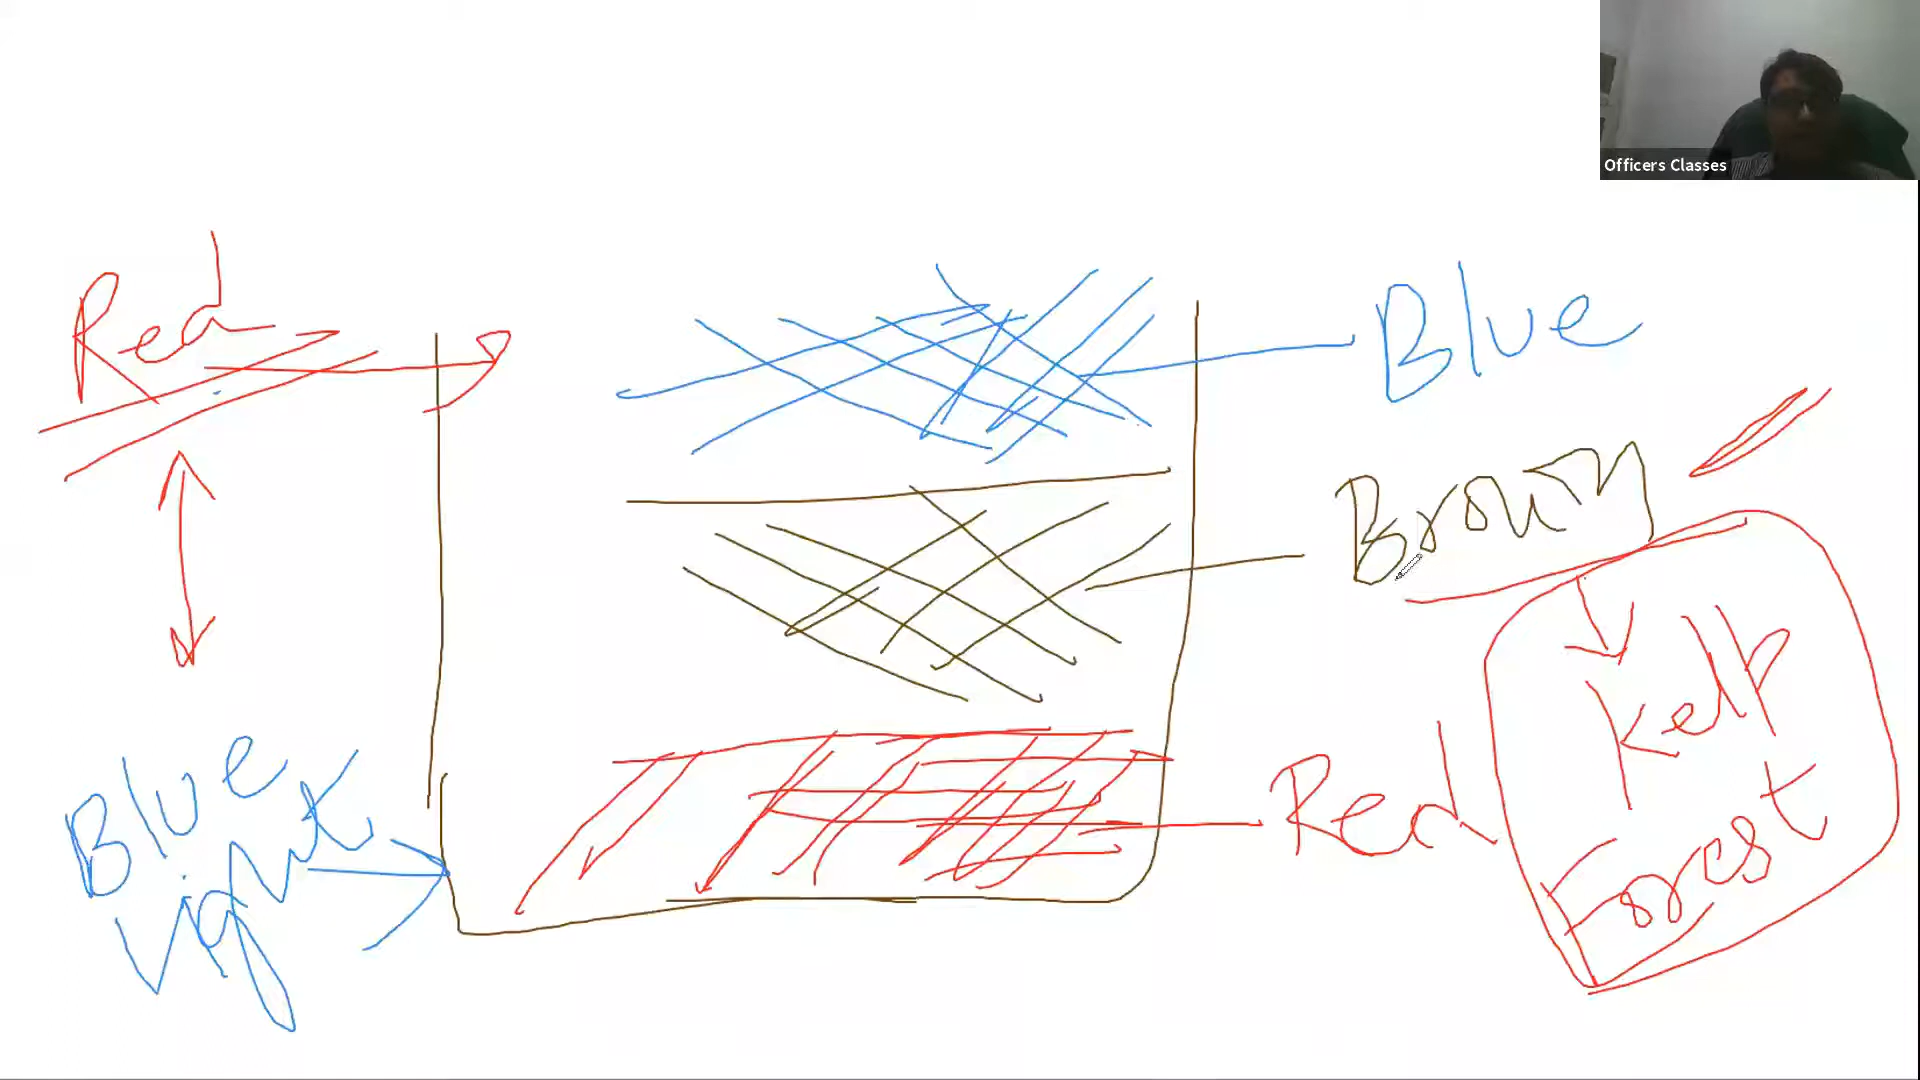 Officers Classes
Red
Blue
Brown
Kelp
Forest
Red
Blue
Light